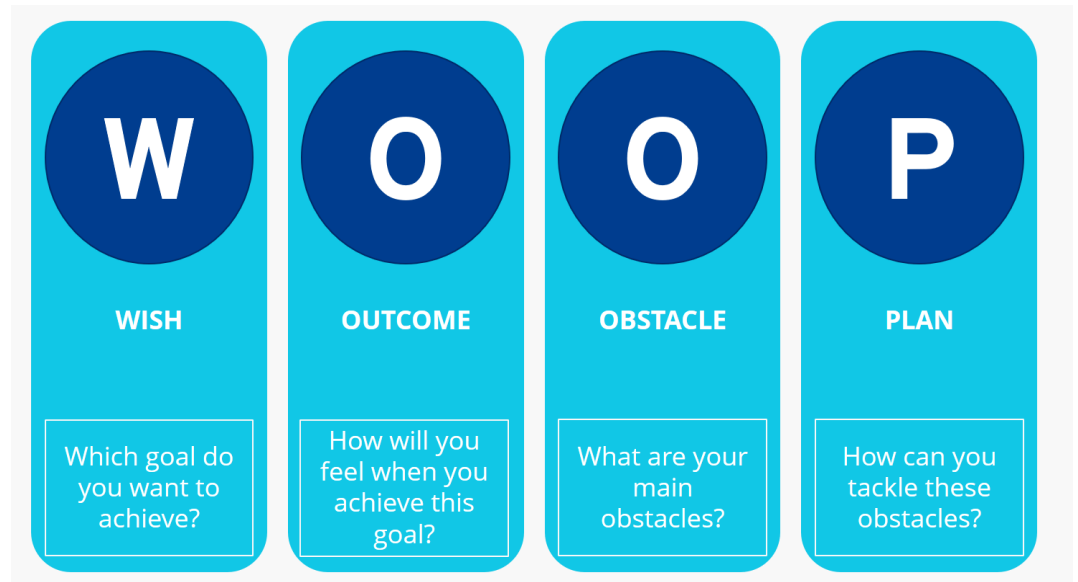 W
O
O
P
WISH
OUTCOME
OBSTACLE
PLAN
Which goal do
you want to
achieve?
How will you
feel when you
achieve this
goal?
What are your
main
obstacles?
How can you
tackle these
obstacles?